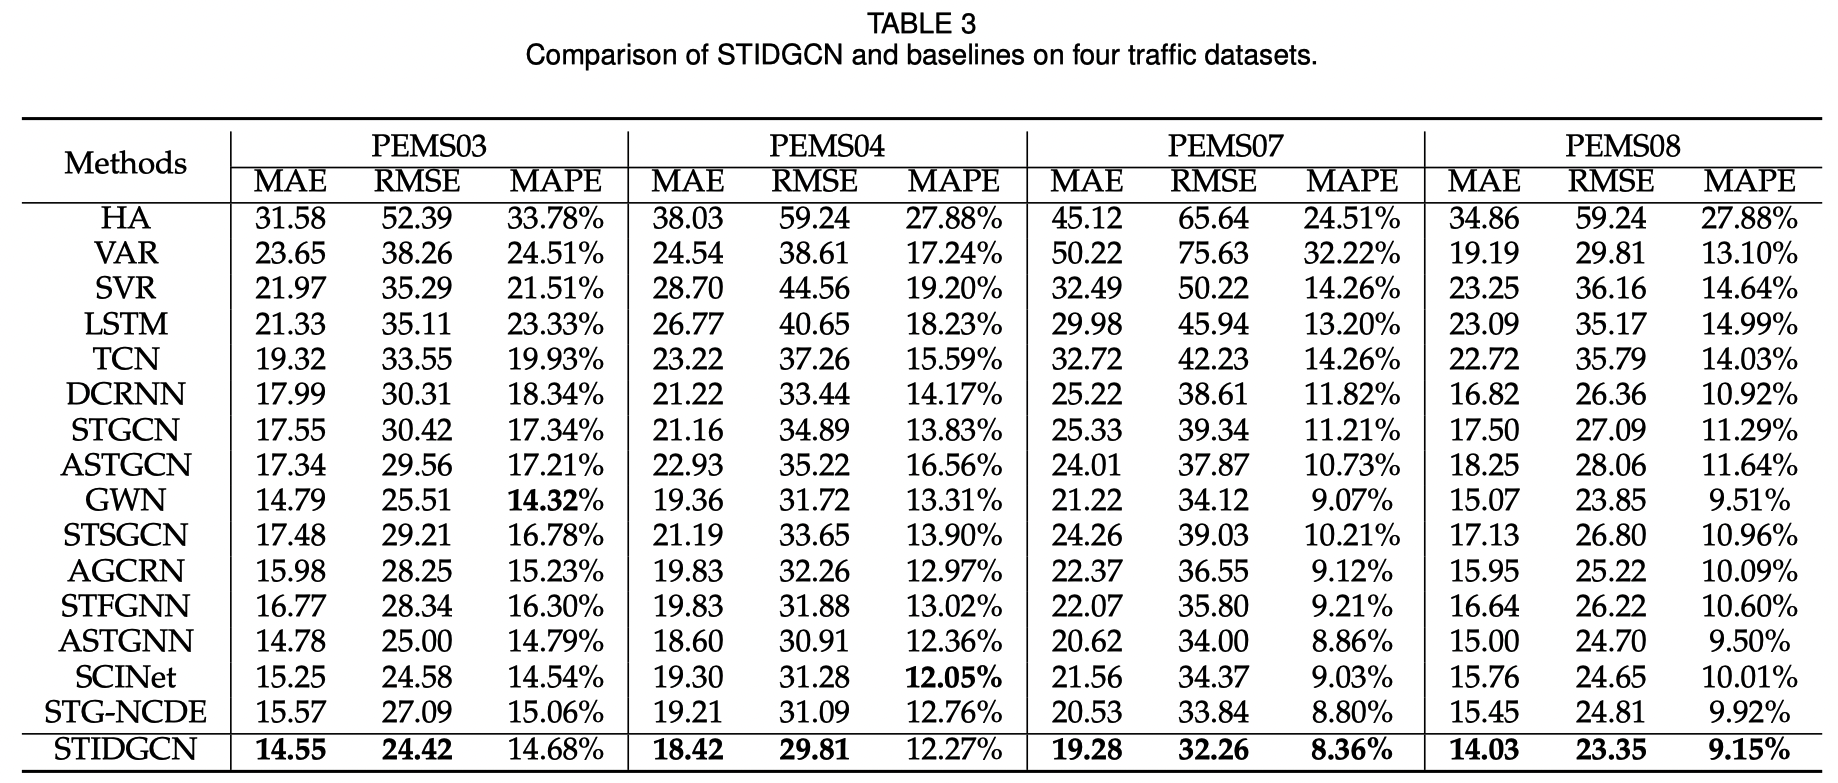 TABLE 3
Comparison of STIDGCN and baselines on four traffic datasets.
Methods PEMS03 PEMS04 PEMS07 PEMS08
MAE RMSE MAPE MAE RMSE MAPE MAE RMSE MAPE MAE RMSE MAPE
HA 31.58 52.39 33.78% 38.03 59.24 27.88% 45.12 65.64 24.51% 34.86 59.24 27.88%
VAR 23.65 38.26 24.51% 24.54 38.61 17.24% 50.22 75.63 32.22% 19.19 29.81 13.10%
SVR 21.97 35.29 21.51% 28.70 44.56 19.20% 32.49 50.22 14.26% 23.25 36.16 14.64%
LSTM 21.33 35.11 23.33% 26.77 40.65 18.23% 29.98 45.94 13.20% 23.09 35.17 14.99%
TCN 19.32 33.55 19.93% 23.22 37.26 15.59% 32.72 42.23 14.26% 22.72 35.79 14.03%
DCRNN 17.99 30.31 18.34% 21.22 33.44 14.17% 25.22 38.61 11.82% 16.82 26.36 10.92%
STGCN 17.55 30.42 17.34% 21.16 34.89 13.83% 25.33 39.34 11.21% 17.50 27.09 11.29%
ASTGCN 17.34 29.56 17.21% 22.93 35.22 16.56% 24.01 37.87 10.73% 18.25 28.06 11.64%
GWN 14.79 25.51 14.32% 19.36 31.72 13.31% 21.22 34.12 9.07% 15.07 23.85 9.51%
STSGCN 17.48 29.21 16.78% 21.19 33.65 13.90% 24.26 39.03 10.21% 17.13 26.80 10.96%
AGCRN 15.98 28.25 15.23% 19.83 32.26 12.97% 22.37 36.55 9.12% 15.95 25.22 10.09%
STFGNN 16.77 28.34 16.30% 19.83 31.88 13.02% 22.07 35.80 9.21% 16.64 26.22 10.60%
ASTGNN 14.78 25.00 14.79% 18.60 30.91 12.36% 20.62 34.00 8.86% 15.00 24.70 9.50%
SCINet 15.25 24.58 14.54% 19.30 31.28 12.05% 21.56 34.37 9.03% 15.76 24.65 10.01%
STG-NCDE 15.57 27.09 15.06% 19.21 31.09 12.76% 20.53 33.84 8.80% 15.45 24.81 9.92%
STIDGCN 14.55 24.42 14.68% 18.42 29.81 12.27% 19.28 32.26 8.36% 14.03 23.35 9.15%